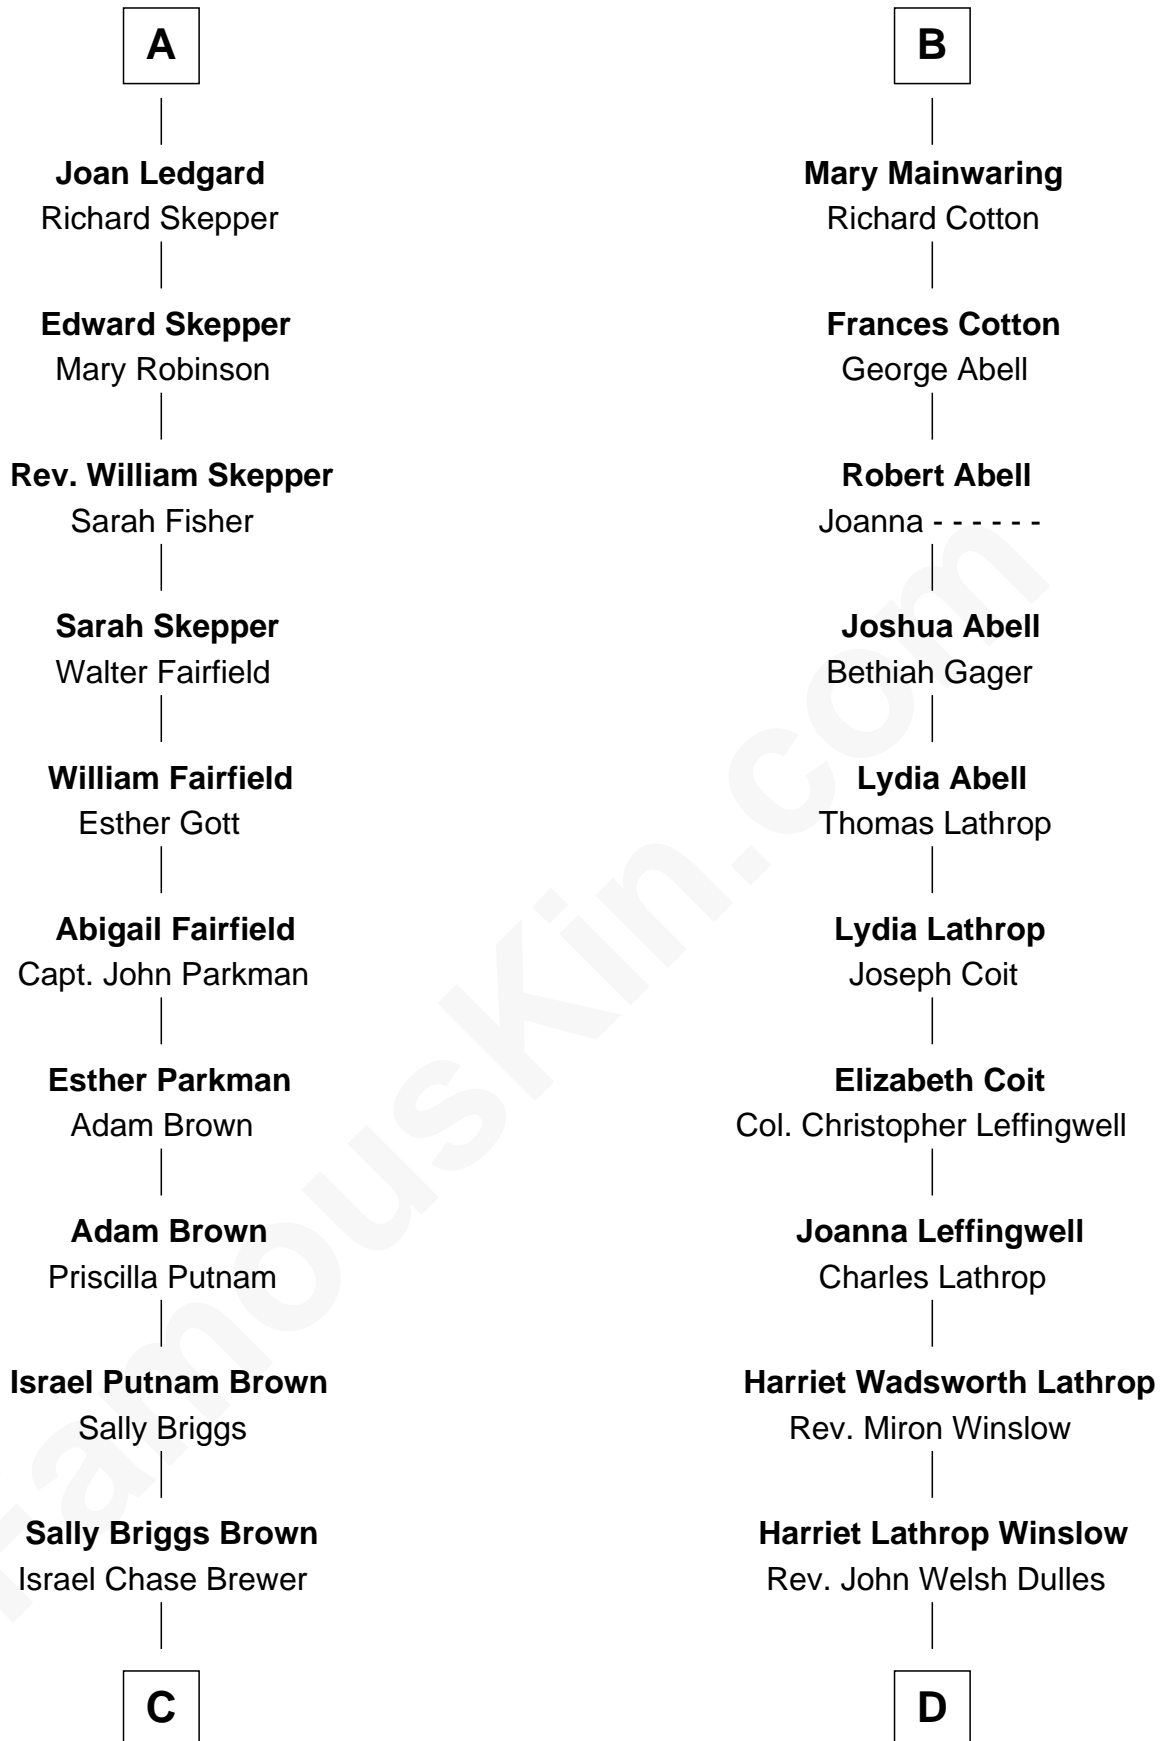 A
Joan Ledgard
Richard Skepper
Edward Skepper
Mary Robinson
Rev. William Skepper
Sarah Fisher
Sarah Skepper
Walter Fairfield
William Fairfield
Esther Gott
Abigail Fairfield
Capt. John Parkman
Esther Parkman
Adam Brown
Adam Brown
Priscilla Putnam
Israel Putnam Brown
Sally Briggs
Sally Briggs Brown
Israel Chase Brewer
C
B
Mary Mainwaring
Richard Cotton
Frances Cotton
George Abell
Robert Abell
Joanna - - - - - -
Joshua Abell
Bethiah Gager
Lydia Abell
Thomas Lathrop
Lydia Lathrop
Joseph Coit
Elizabeth Coit
Col. Christopher Leffingwell
Joanna Leffingwell
Charles Lathrop
Harriet Wadsworth Lathrop
Rev. Miron Winslow
Harriet Lathrop Winslow
Rev. John Welsh Dulles
D
FamousKin.com